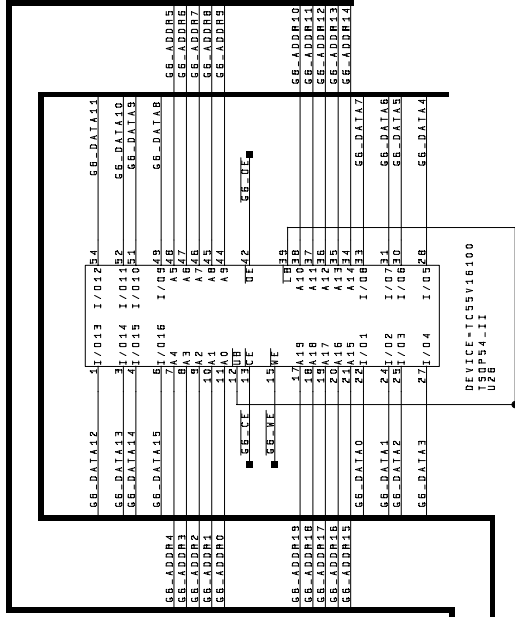 G6_ADDR5
G6_ADDR6
G6_ADDR7
G6_ADDR8
G6_ADDR9
G6_ADDR10
G6_ADDR11
G6_ADDR12
G6_ADDR13
G6_ADDR14
G6_DATA11
G6_DATA10
G6_DATA9
G6_DATA8
G6_OE
G6_DATA7
G6_DATA6
G6_DATA5
G6_DATA4
54
52
51
49
48
47
46
45
44
42
39
38
37
36
35
34
33
31
30
28
I/O12
I/O11
I/O10
I/O9
A5
A6
A7
A8
A9
OE
LB
A10
A11
A12
A13
A14
I/O8
I/O7
I/O6
I/O5
I/O13
I/O14
I/O15
I/O16
A4
A3
A2
A1
A0
UB
CE
WE
A19
A18
A17
A16
A15
I/O1
I/O2
I/O3
I/O4
1
3
4
6
7
8
9
10
11
12
13
15
17
18
19
20
21
22
24
25
27
DEVICE=TC55V16100
TSOP54_II
U26
G6_DATA12
G6_DATA13
G6_DATA14
G6_DATA15
G6_CE
G6_WE
G6_DATA0
G6_DATA1
G6_DATA2
G6_DATA3
G6_ADDR4
G6_ADDR3
G6_ADDR2
G6_ADDR1
G6_ADDR0
G6_ADDR19
G6_ADDR18
G6_ADDR17
G6_ADDR16
G6_ADDR15